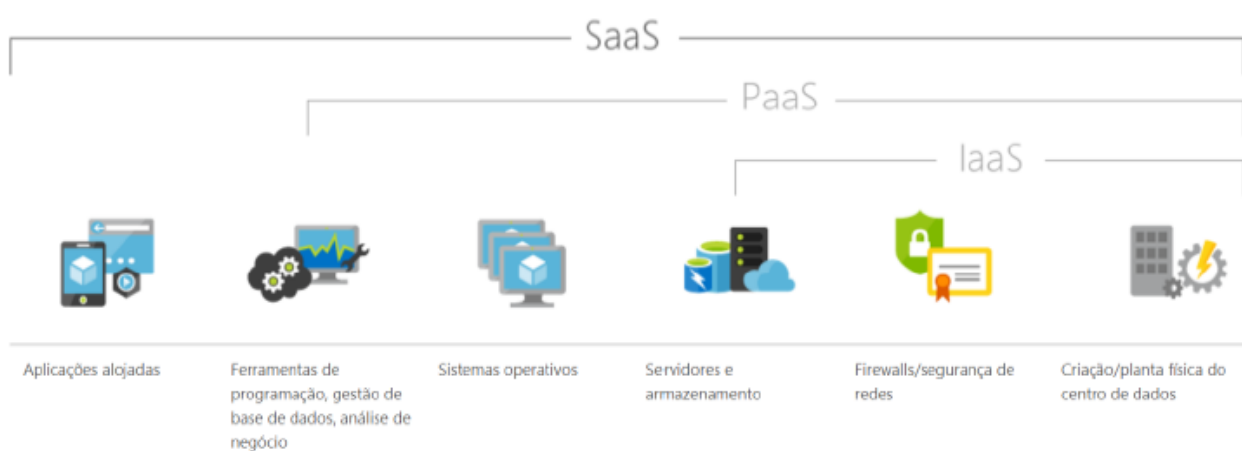 SaaS
PaaS
IaaS
Aplicações alojadas
Ferramentas de
programação, gestão de
base de dados, análise de
negócio
Sistemas operativos
Servidores e
armazenamento
Firewalls/segurança de
redes
Criação/planta física do
centro de dados